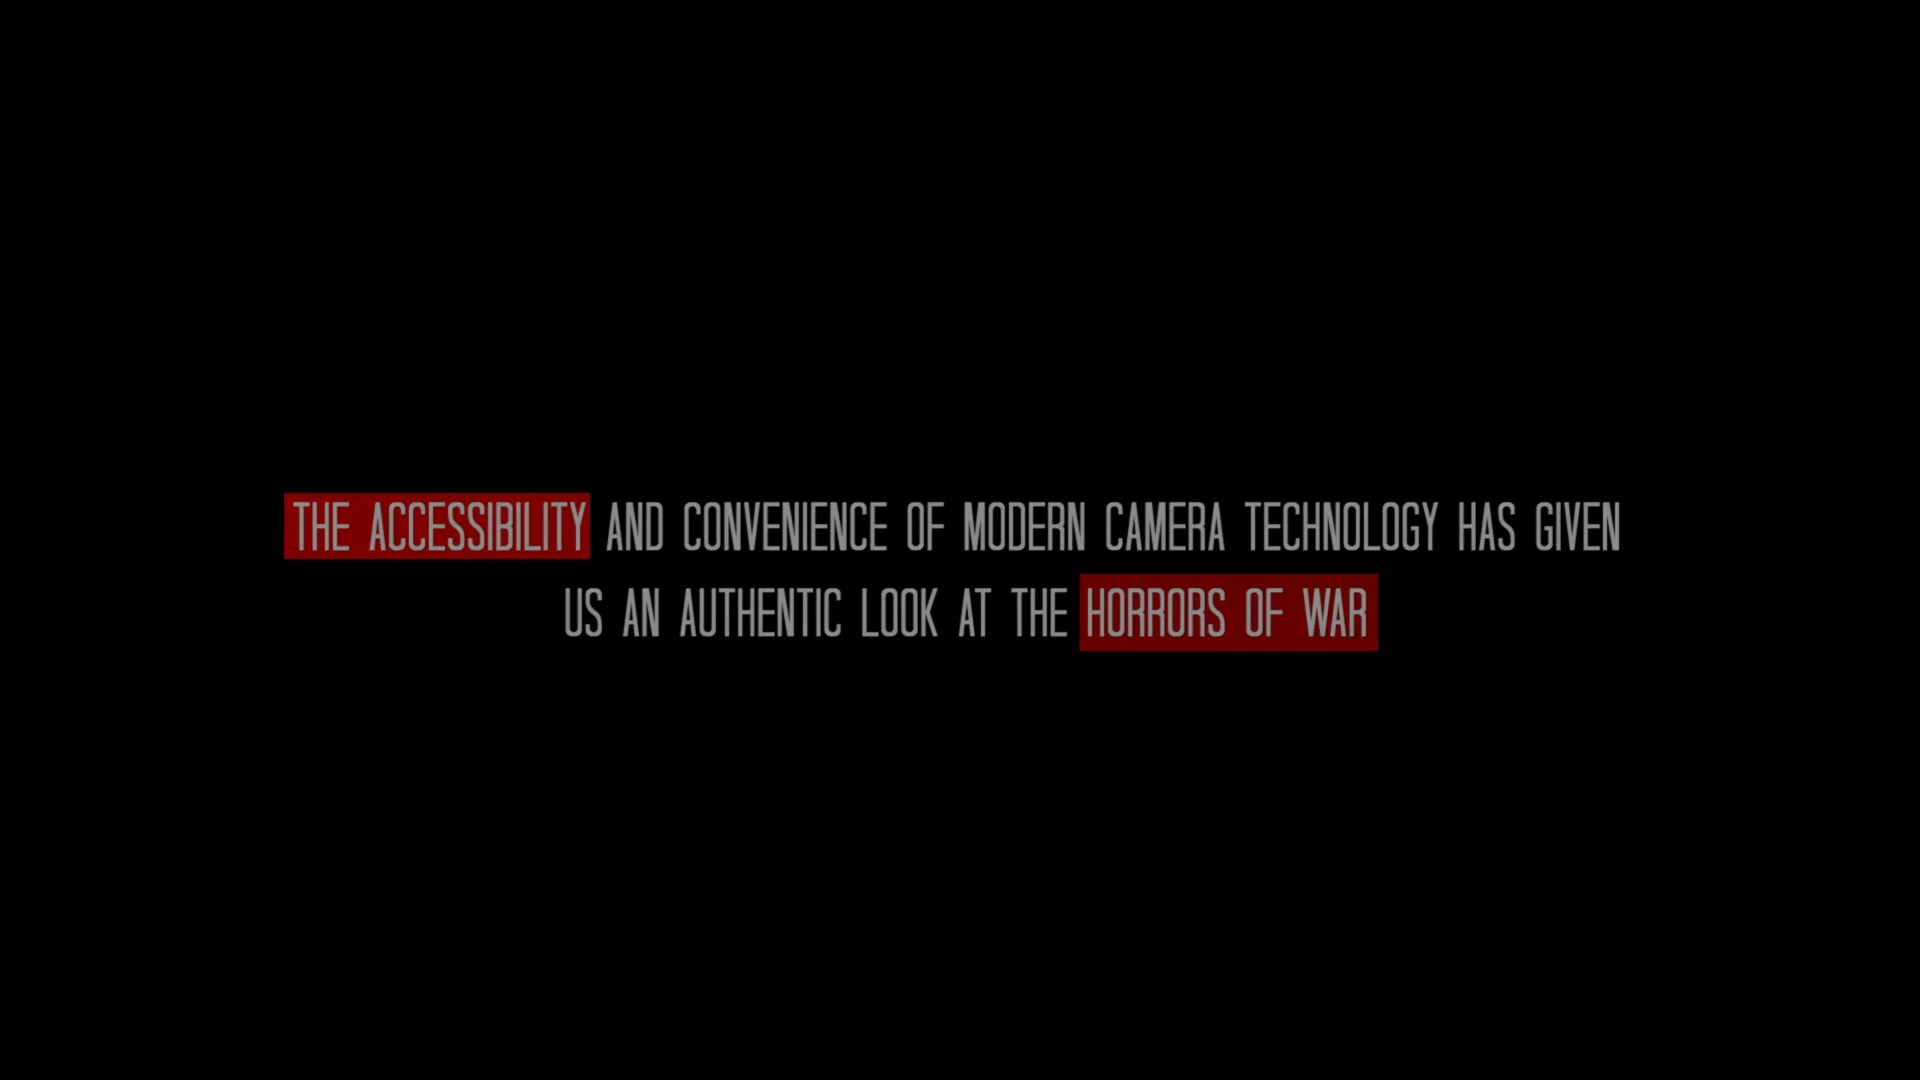 THE ACCESSIBILITY AND CONVENIENCE OF MODERN CAMERA TECHNOLOGY HAS GIVEN
US AN AUTHENTIC LOOK AT THE HORRORS OF WAR